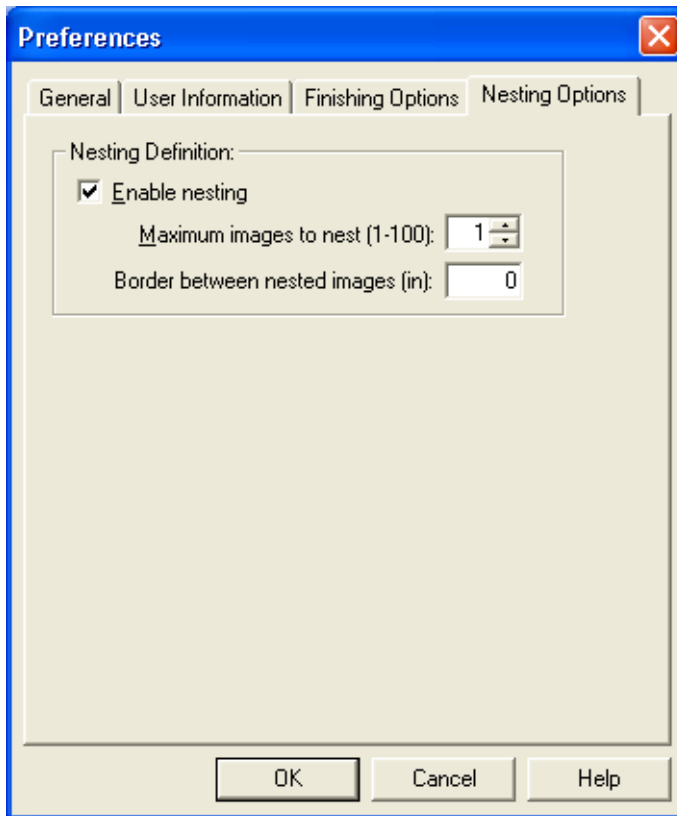 Preferences
General User Information Finishing Options Nesting Options
Nesting Definition:
Enable nesting
Maximum images to nest (1-100): 1
Border between nested images (in): 0
OK Cancel Help